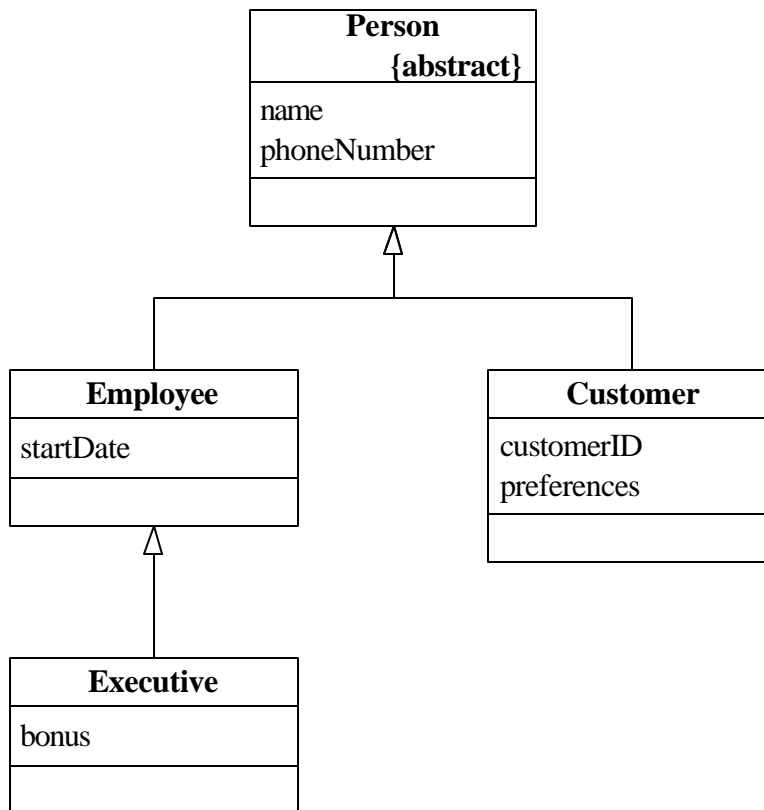 Person
{abstract}
name
phoneNumber
Employee
startDate
Customer
customerID
preferences
Executive
bonus